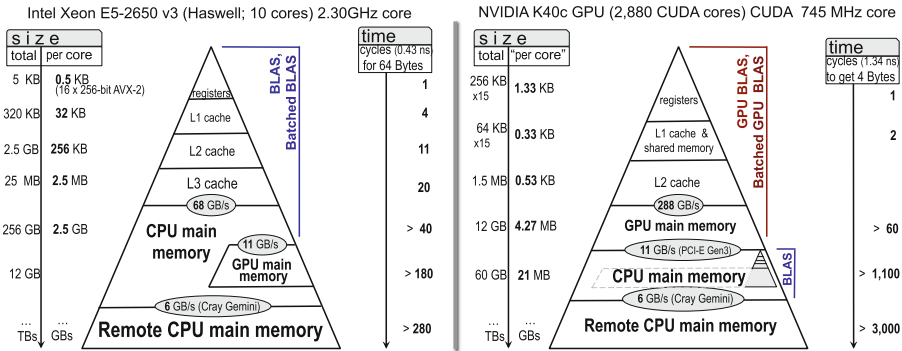 Intel Xeon E5-2650 v3 (Haswell; 10 cores) 2.30GHz core
size
total per core
time
cycles (0.43 ns)
for 64 Bytes
5 KB 0.5 KB
(16 x 256-bit AVX-2)
registers
1
320 KB 32 KB
L1 cache
4
2.5 GB 256 KB
L2 cache
11
25 MB 2.5 MB
L3 cache
20
68 GB/s
256 GB 2.5 GB
CPU main
memory
> 40
11 GB/s
12 GB
GPU main
memory
> 180
6 GB/s (Cray Gemini)
... ...
TBs GBs
Remote CPU main memory
> 280
BLAS,
Batched BLAS
NVIDIA K40c GPU (2,880 CUDA cores) CUDA 745 MHz core
size
total "per core"
time
cycles (1.34 ns)
to get 4 Bytes
256 KB
x15
1.33 KB
registers
1
64 KB
x15
0.33 KB
L1 cache &
shared memory
2
1.5 MB 0.53 KB
L2 cache
288 GB/s
12 GB 4.27 MB
GPU main memory
> 60
11 GB/s (PCI-E Gen3)
60 GB 21 MB
CPU main memory
> 1,100
6 GB/s (Cray Gemini)
... ...
TBs GBs
Remote CPU main memory
> 3,000
GPU BLAS,
Batched GPU BLAS
BLAS